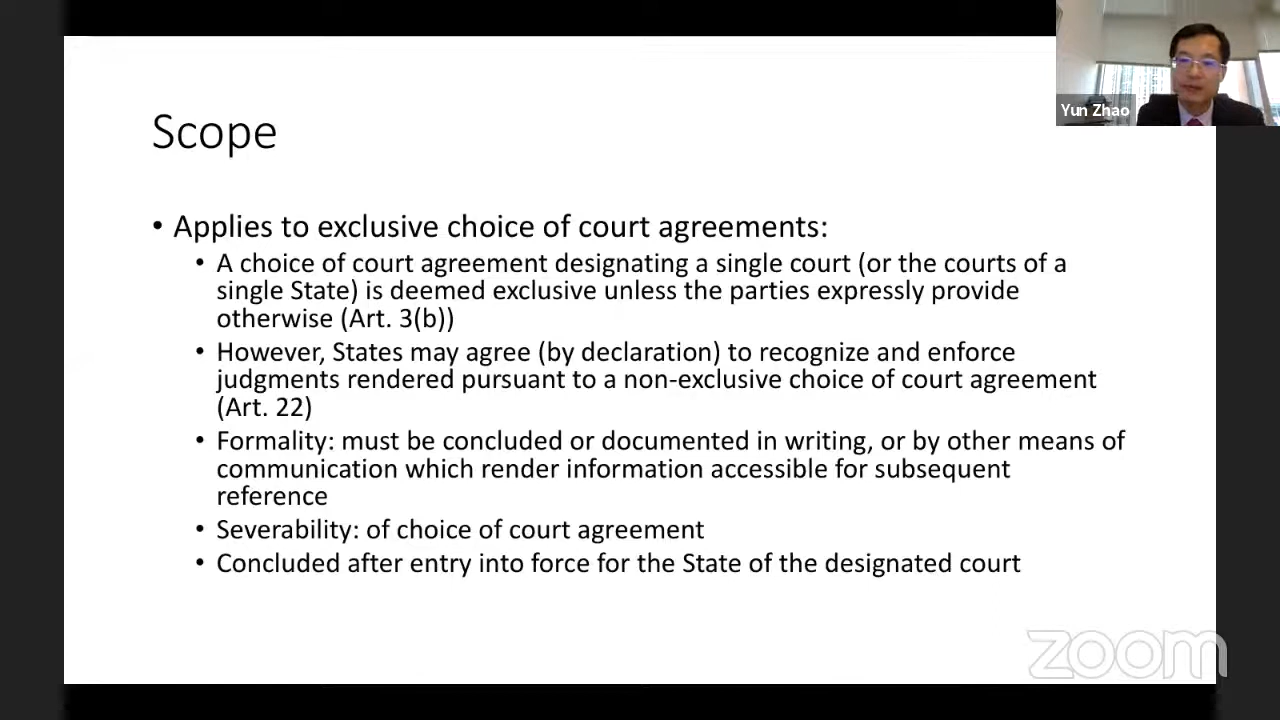 Yun Zhao
Scope
• Applies to exclusive choice of court agreements:
• A choice of court agreement designating a single court (or the courts of a
single State) is deemed exclusive unless the parties expressly provide
otherwise (Art. 3(b))
• However, States may agree (by declaration) to recognize and enforce
judgments rendered pursuant to a non-exclusive choice of court agreement
(Art. 22)
• Formality: must be concluded or documented in writing, or by other means of
communication which render information accessible for subsequent
reference
• Severability: of choice of court agreement
• Concluded after entry into force for the State of the designated court
zoom